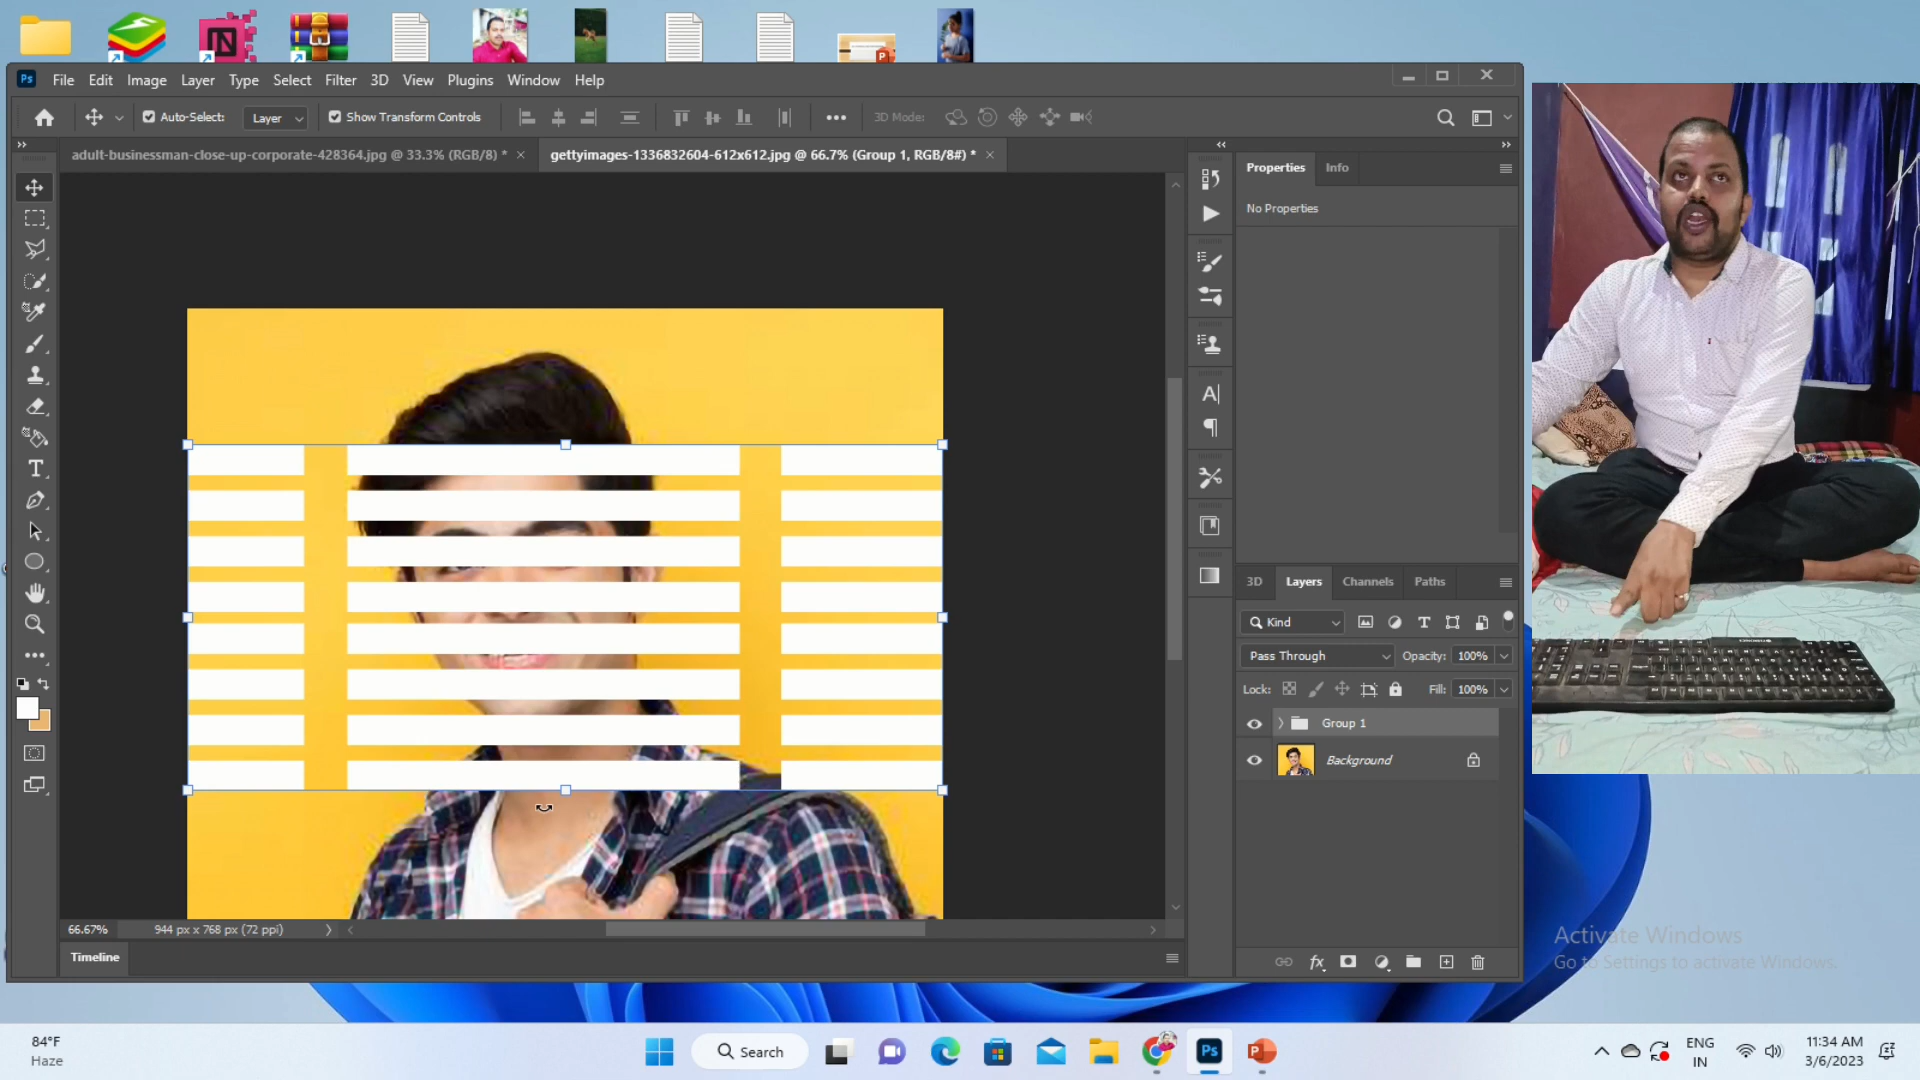 Ps File Edit Image Layer Type Select Filter 3D View Plugins Window Help
Auto-Select: Layer Show Transform Controls 3D Mode:
adult-businessman-close-up-corporate-428364.jpg @ 33.3% (RGB/8) * gettyimages-1336832604-612x612.jpg @ 66.7% (Group 1, RGB/8#) *
Properties Info
No Properties
3D Layers Channels Paths
Kind
Pass Through Opacity: 100%
Lock: Fill: 100%
Group 1
Background
66.67% 944 px x 768 px (72 ppi)
Timeline
Activate Windows
Go to Settings to activate Windows.
84°F
Haze
Search
Ps
ENG
IN
11:34 AM
3/6/2023